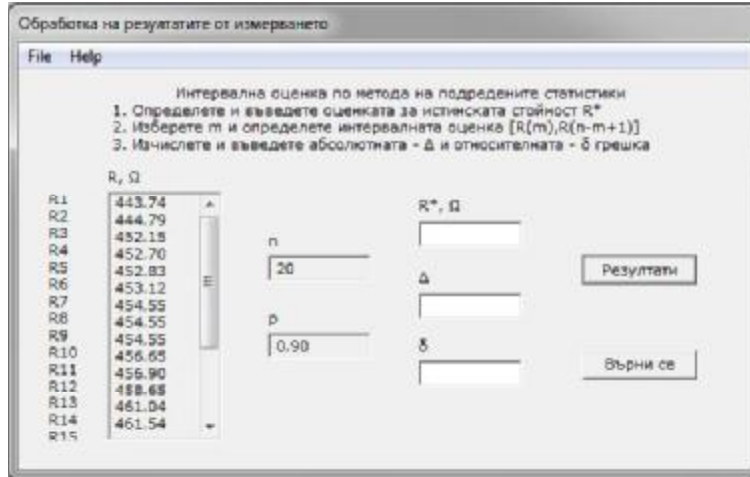 Обработка на резултатите от измерването
File Help
Интервална оценка по метода на подредените статистики
1. Определете и въведете оценката за истинската стойност R*
2. Изберете m и определете интервалната оценка [R(m),R(n-m+1)]
3. Изчислете и въведете абсолютната - Δ и относителната - δ грешка
R, Ω
R1 443.74
R2 444.79
R3 452.15
R4 452.70
R5 452.83
R6 453.12
R7 454.55
R8 454.55
R9 454.55
R10 456.65
R11 456.90
R12 458.65
R13 461.04
R14 461.54
R15
n
20
p
0.90
R*, Ω
Δ
δ
Резултати
Върни се